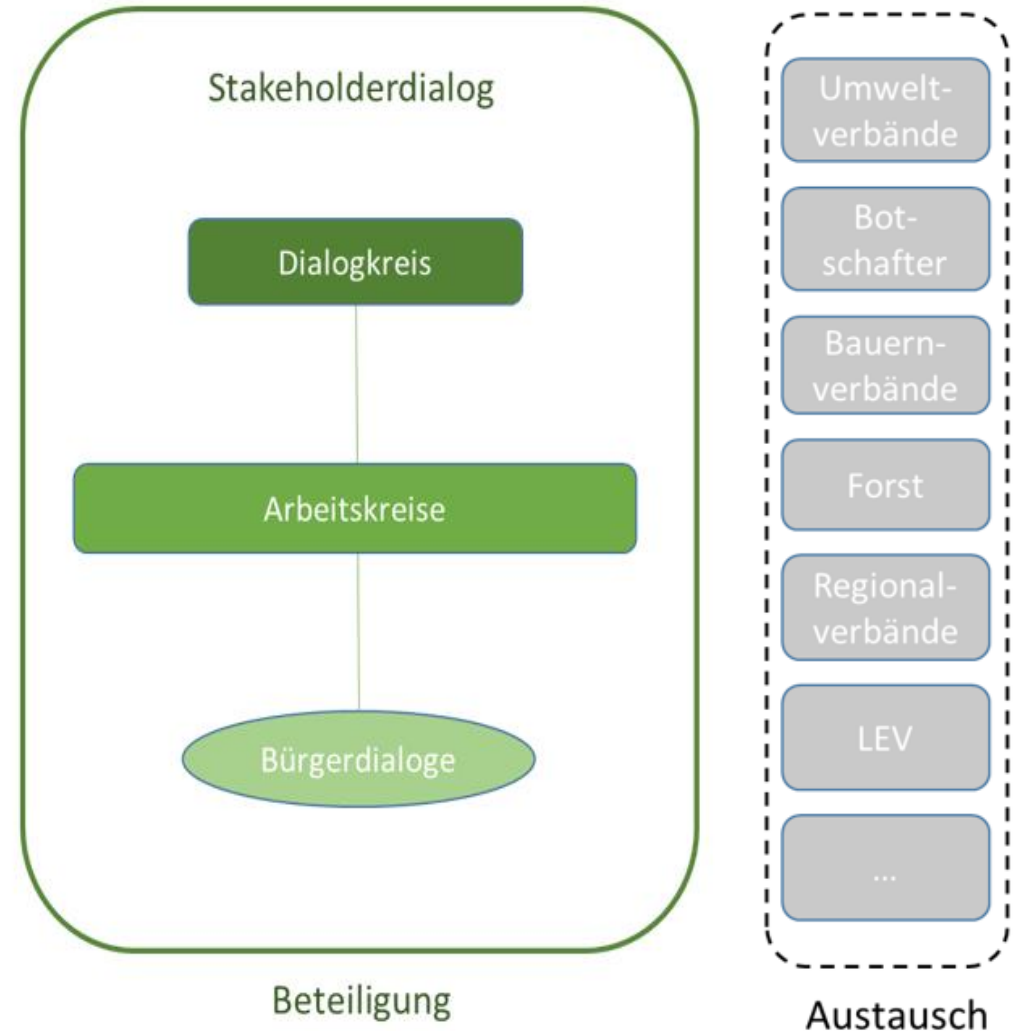 Stakeholderdialog
Dialogkreis
Arbeitskreise
Bürgerdialoge
Beteiligung
Umwelt-
verbände
Bot-
schafter
Bauern-
verbände
Forst
Regional-
verbände
LEV
...
Austausch